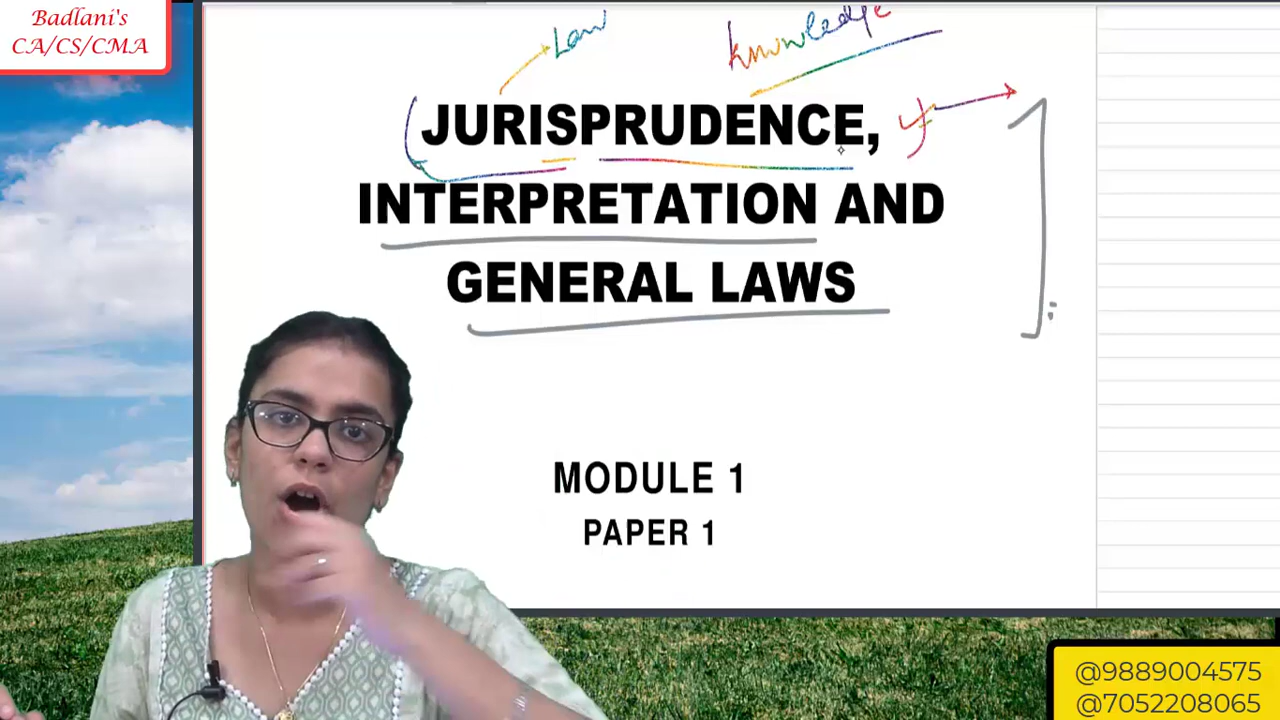 Badlani's
CA/CS/CMA
Law
knowledge
JURISPRUDENCE,
INTERPRETATION AND
GENERAL LAWS
MODULE 1
PAPER 1
@9889004575
@7052208065